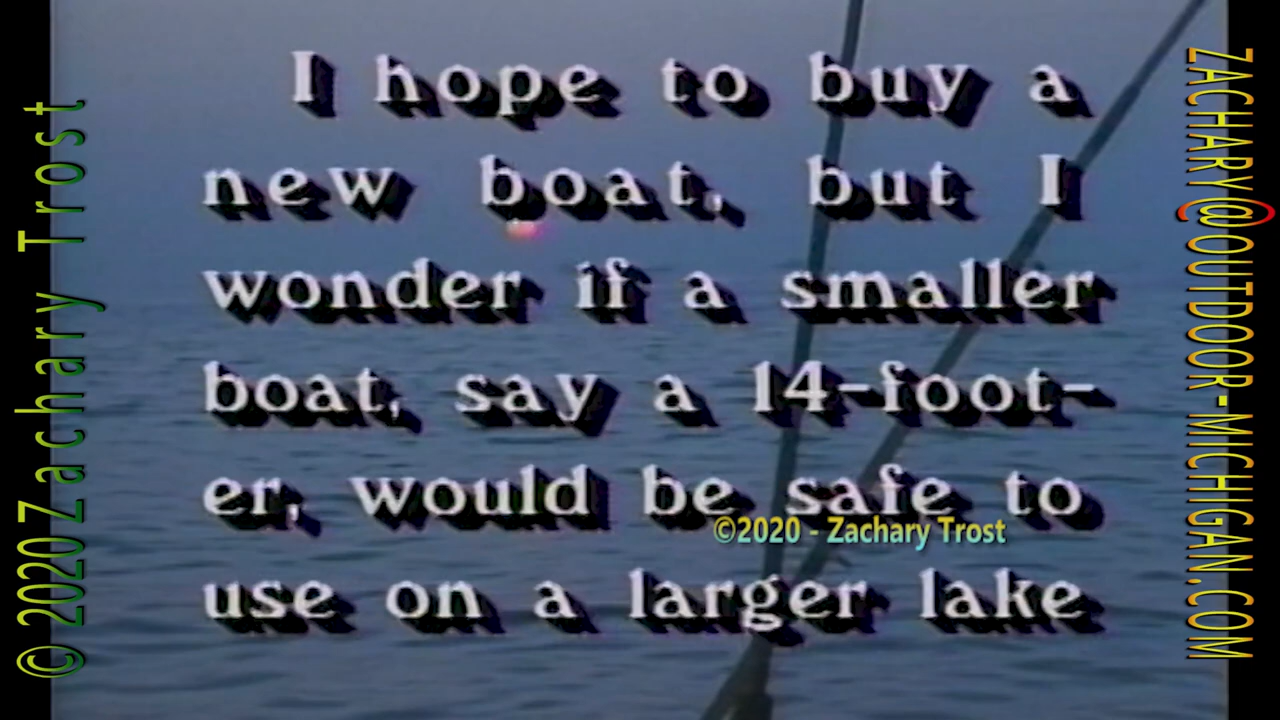 I hope to buy a
new boat, but I
wonder if a smaller
boat, say a 14-foot-
er, would be safe to
use on a larger lake
©2020 - Zachary Trost
© 2020 Zachary Trost
ZACHARY@OUTDOOR-MICHIGAN.COM